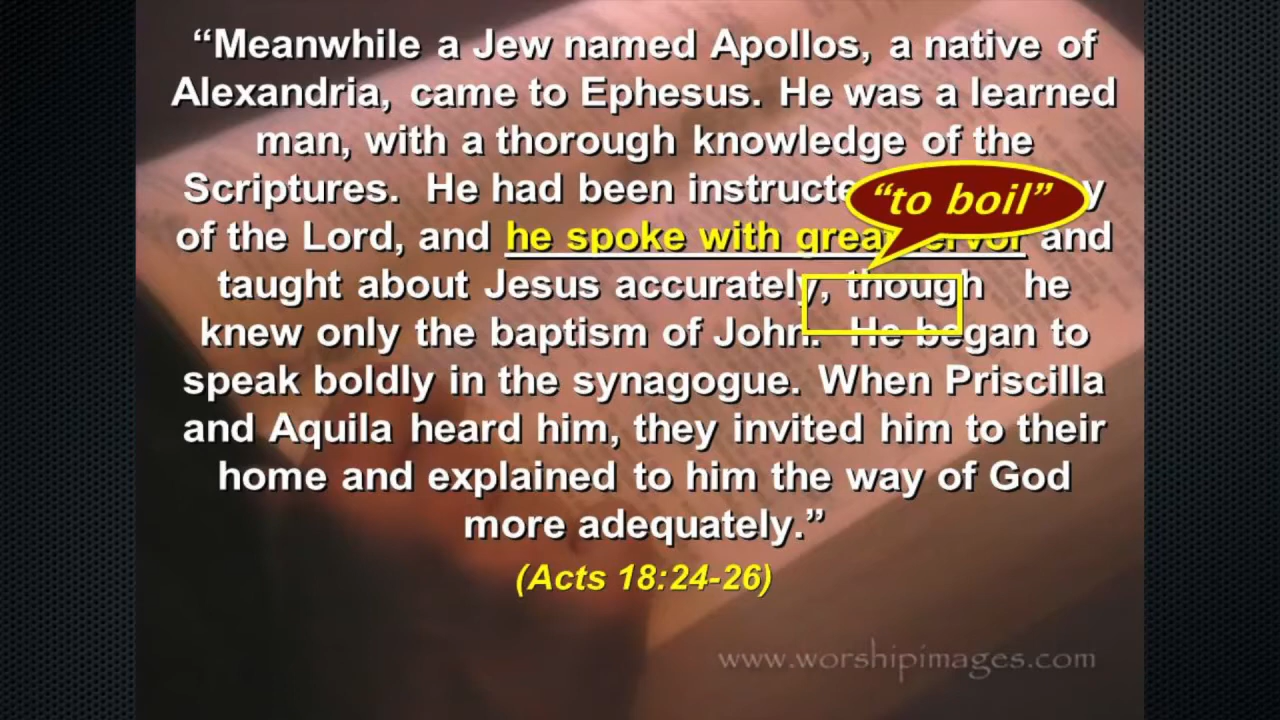 “Meanwhile a Jew named Apollos, a native of
Alexandria, came to Ephesus. He was a learned
man, with a thorough knowledge of the
Scriptures. He had been
“to boil”
of the Lord, and he spoke with and
taught about Jesus accurately, though he
knew only the baptism of John. He began to
speak boldly in the synagogue. When Priscilla
and Aquila heard him, they invited him to their
home and explained to him the way of God
more adequately.”
(Acts 18:24-26)
www.worshipimages.com